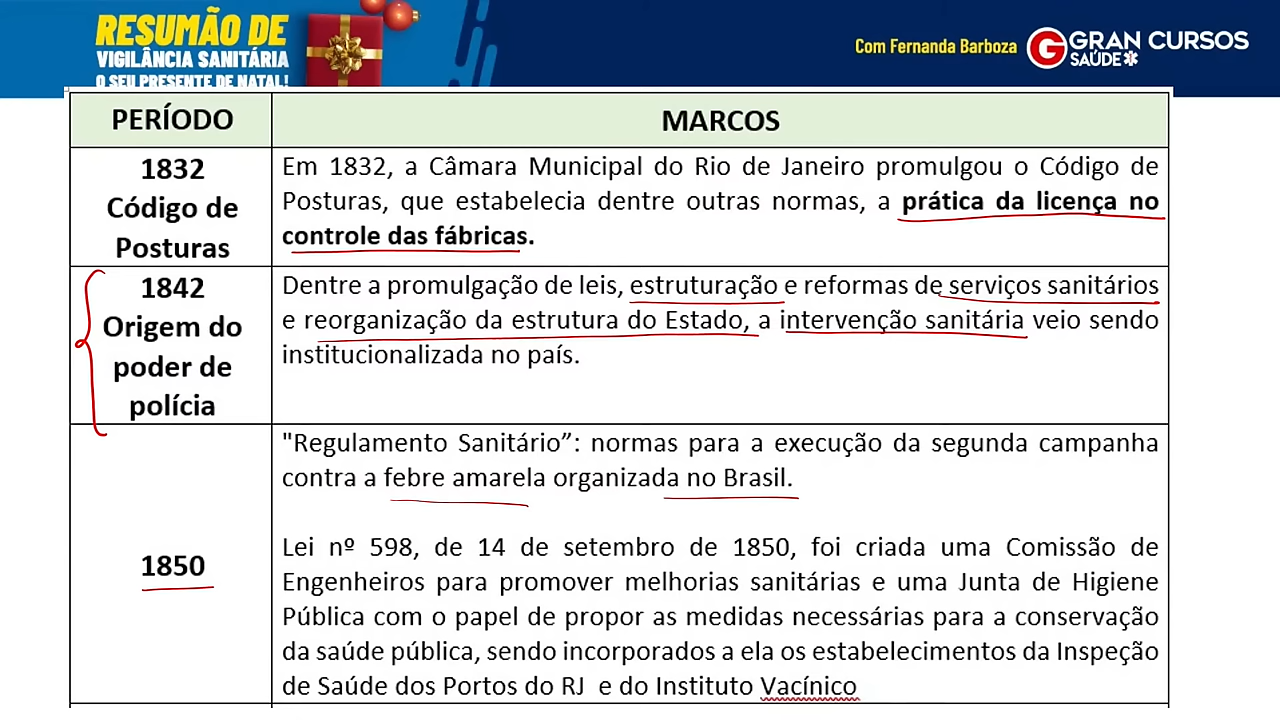 RESUMÃO DE
VIGILÂNCIA SANITÁRIA
O SEU PRESENTE DE NATAL!
Com Fernanda Barboza
GRAN CURSOS
SAÚDE
PERÍODO
MARCOS
1832
Código de
Posturas
Em 1832, a Câmara Municipal do Rio de Janeiro promulgou o Código de
Posturas, que estabelecia dentre outras normas, a prática da licença no
controle das fábricas.
1842
Origem do
poder de
polícia
Dentre a promulgação de leis, estruturação e reformas de serviços sanitários
e reorganização da estrutura do Estado, a intervenção sanitária veio sendo
institucionalizada no país.
1850
"Regulamento Sanitário”: normas para a execução da segunda campanha
contra a febre amarela organizada no Brasil.
Lei nº 598, de 14 de setembro de 1850, foi criada uma Comissão de
Engenheiros para promover melhorias sanitárias e uma Junta de Higiene
Pública com o papel de propor as medidas necessárias para a conservação
da saúde pública, sendo incorporados a ela os estabelecimentos da Inspeção
de Saúde dos Portos do RJ e do Instituto Vacínico